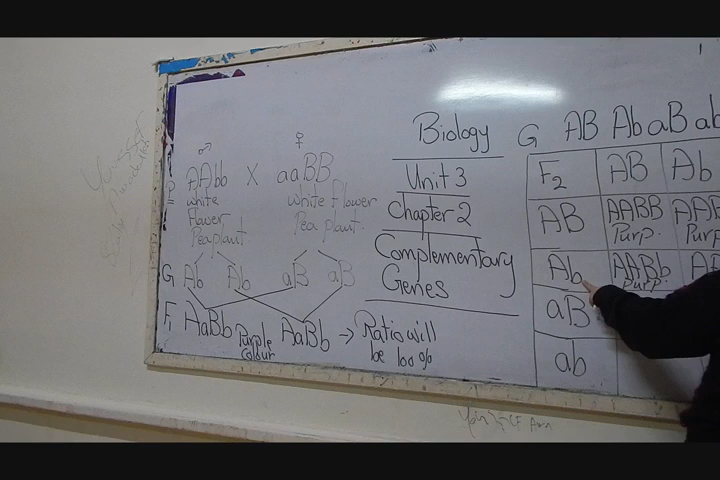 Biology
Unit 3
Chapter 2
Complementary
Genes
♂ ♀
P AAbb X aaBB
white white flower
flower Pea plant
Pea plant
G Ab Ab aB aB
F1 AaBb Purple colour AaBb → Ratio will
be 100%
G AB Ab aB ab
F2 AB Ab
AB AABB
Purp. Purp
Ab AABb
Purp.
aB
ab